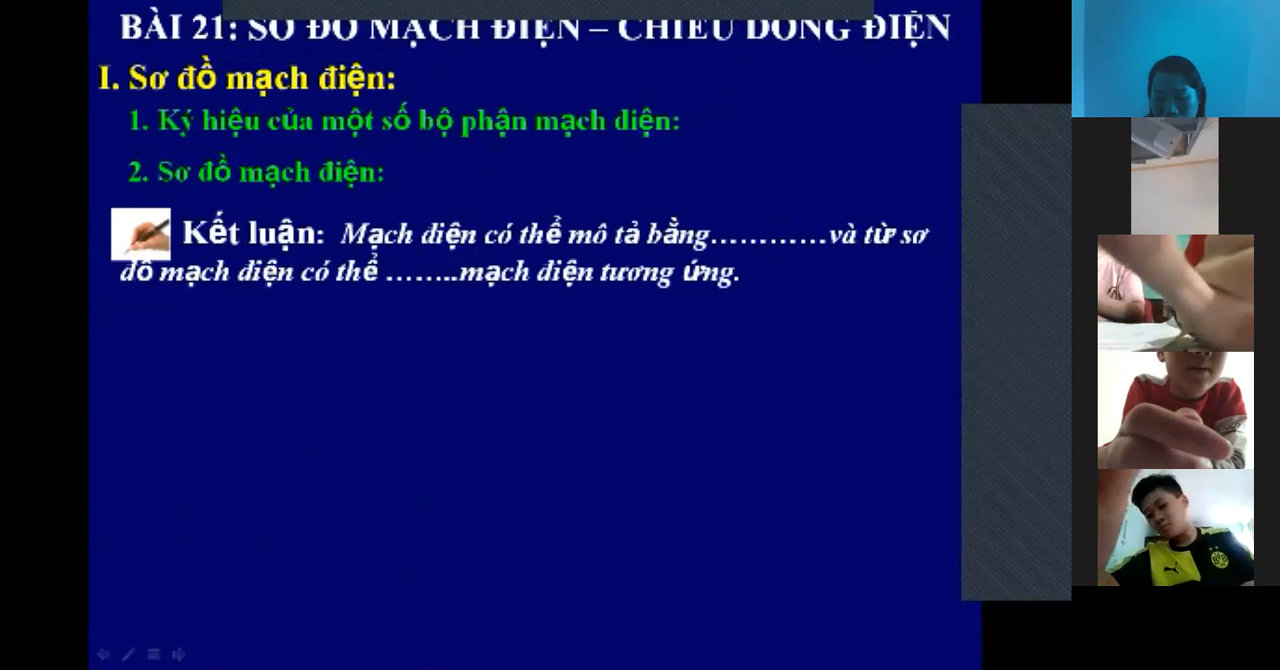 BÀI 21: SƠ ĐỒ MẠCH ĐIỆN – CHIỀU DÒNG ĐIỆN
I. Sơ đồ mạch điện:
1. Ký hiệu của một số bộ phận mạch điện:
2. Sơ đồ mạch điện:
Kết luận: Mạch điện có thể mô tả bằng…………và từ sơ
đồ mạch điện có thể ……..mạch điện tương ứng.
BVB